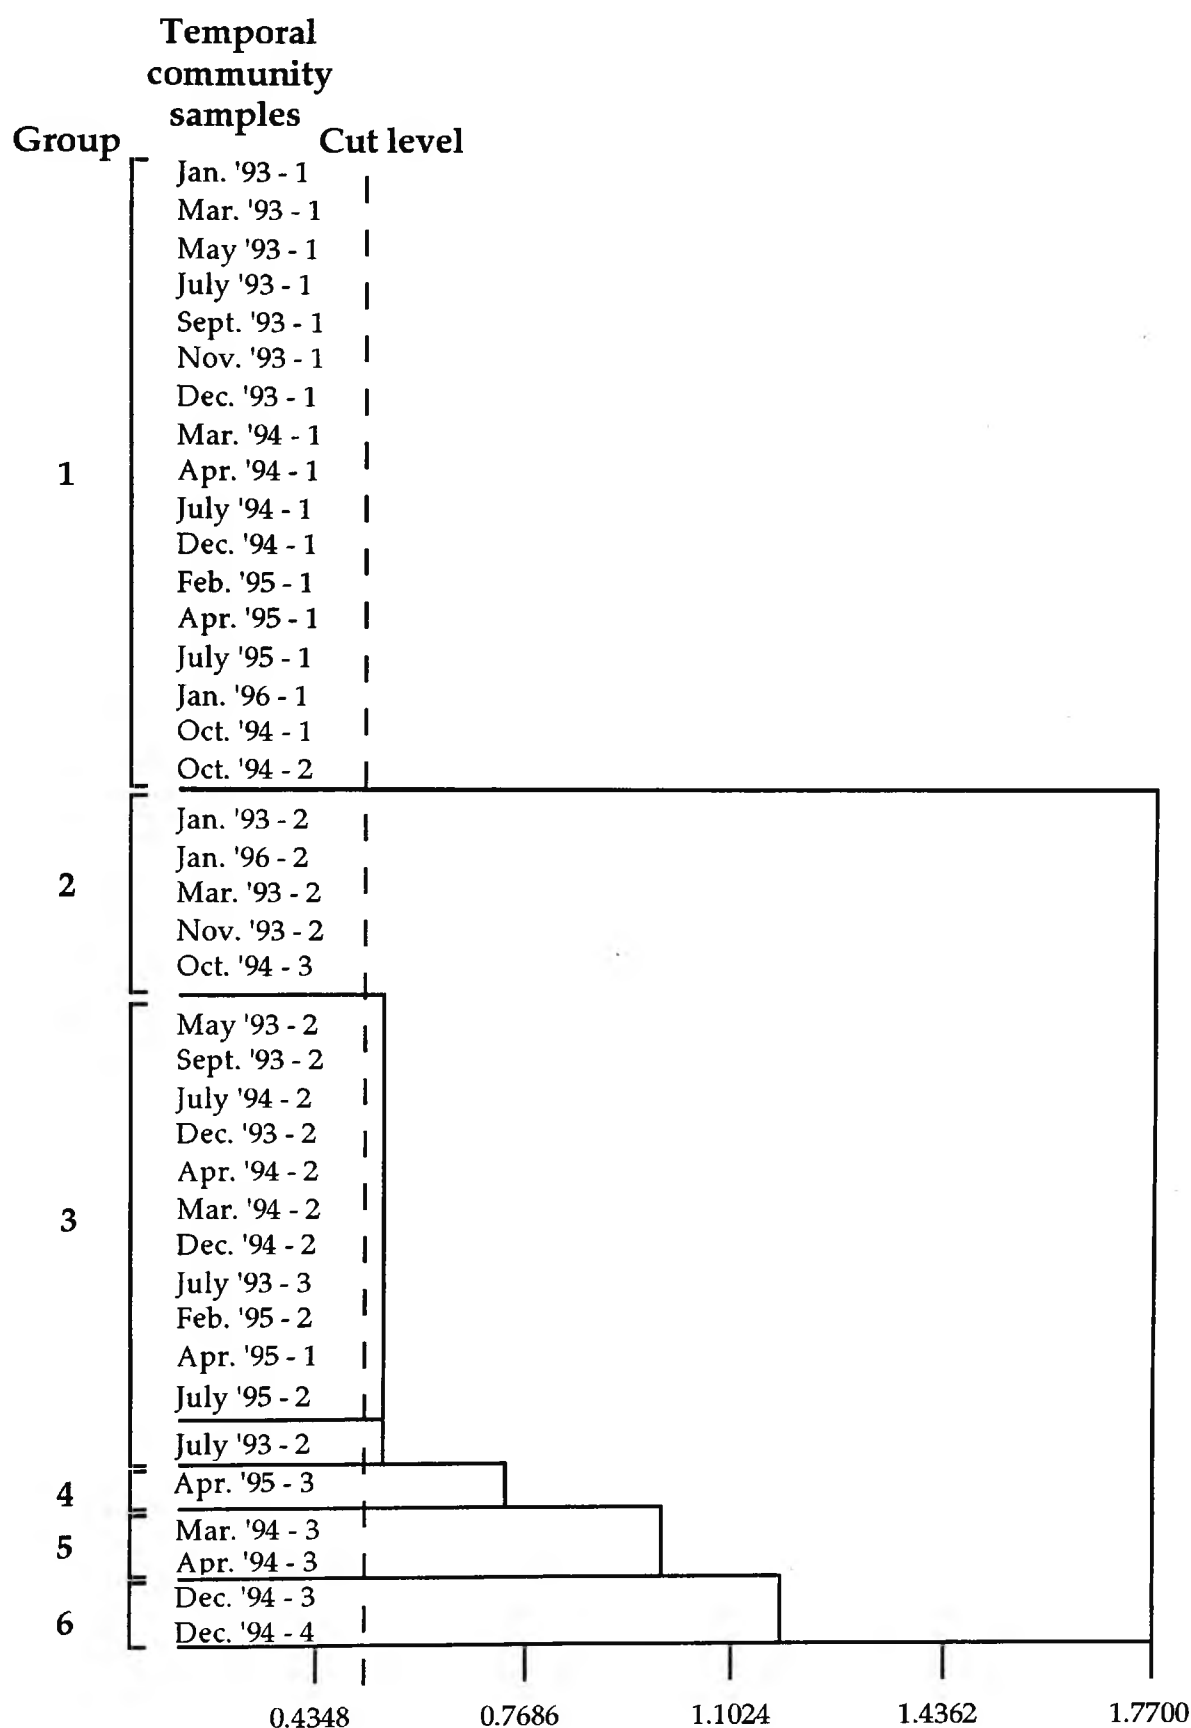 Temporal
community
samples
Group
Cut level
Jan. '93 - 1
Mar. '93 - 1
May '93 - 1
July '93 - 1
Sept. '93 - 1
Nov. '93 - 1
Dec. '93 - 1
Mar. '94 - 1
1
Apr. '94 - 1
July '94 - 1
Dec. '94 - 1
Feb. '95 - 1
Apr. '95 - 1
July '95 - 1
Jan. '96 - 1
Oct. '94 - 1
Oct. '94 - 2
Jan. '93 - 2
Jan. '96 - 2
2
Mar. '93 - 2
Nov. '93 - 2
Oct. '94 - 3
May '93 - 2
Sept. '93 - 2
July '94 - 2
Dec. '93 - 2
Apr. '94 - 2
3
Mar. '94 - 2
Dec. '94 - 2
July '93 - 3
Feb. '95 - 2
Apr. '95 - 1
July '95 - 2
July '93 - 2
4
Apr. '95 - 3
5
Mar. '94 - 3
Apr. '94 - 3
Dec. '94 - 3
6
Dec. '94 - 4
0.4348 0.7686 1.1024 1.4362 1.7700